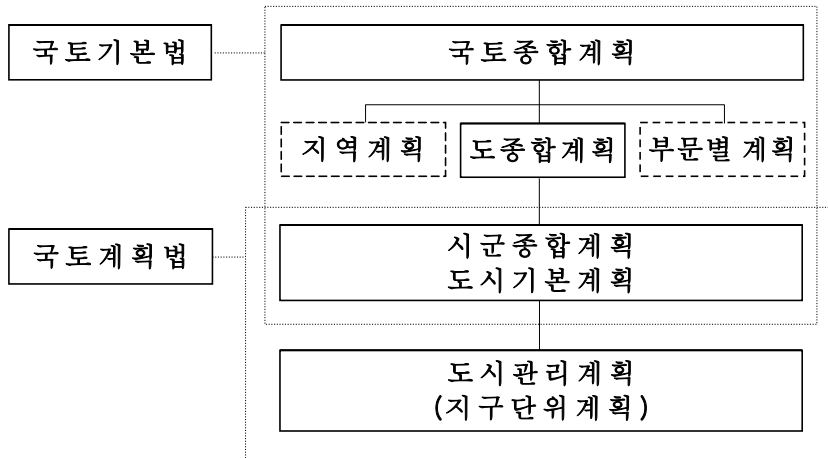 국토기본법
국토종합계획
지역계획
도종합계획
부문별 계획
국토계획법
시군종합계획
도시기본계획
도시관리계획
(지구단위계획)